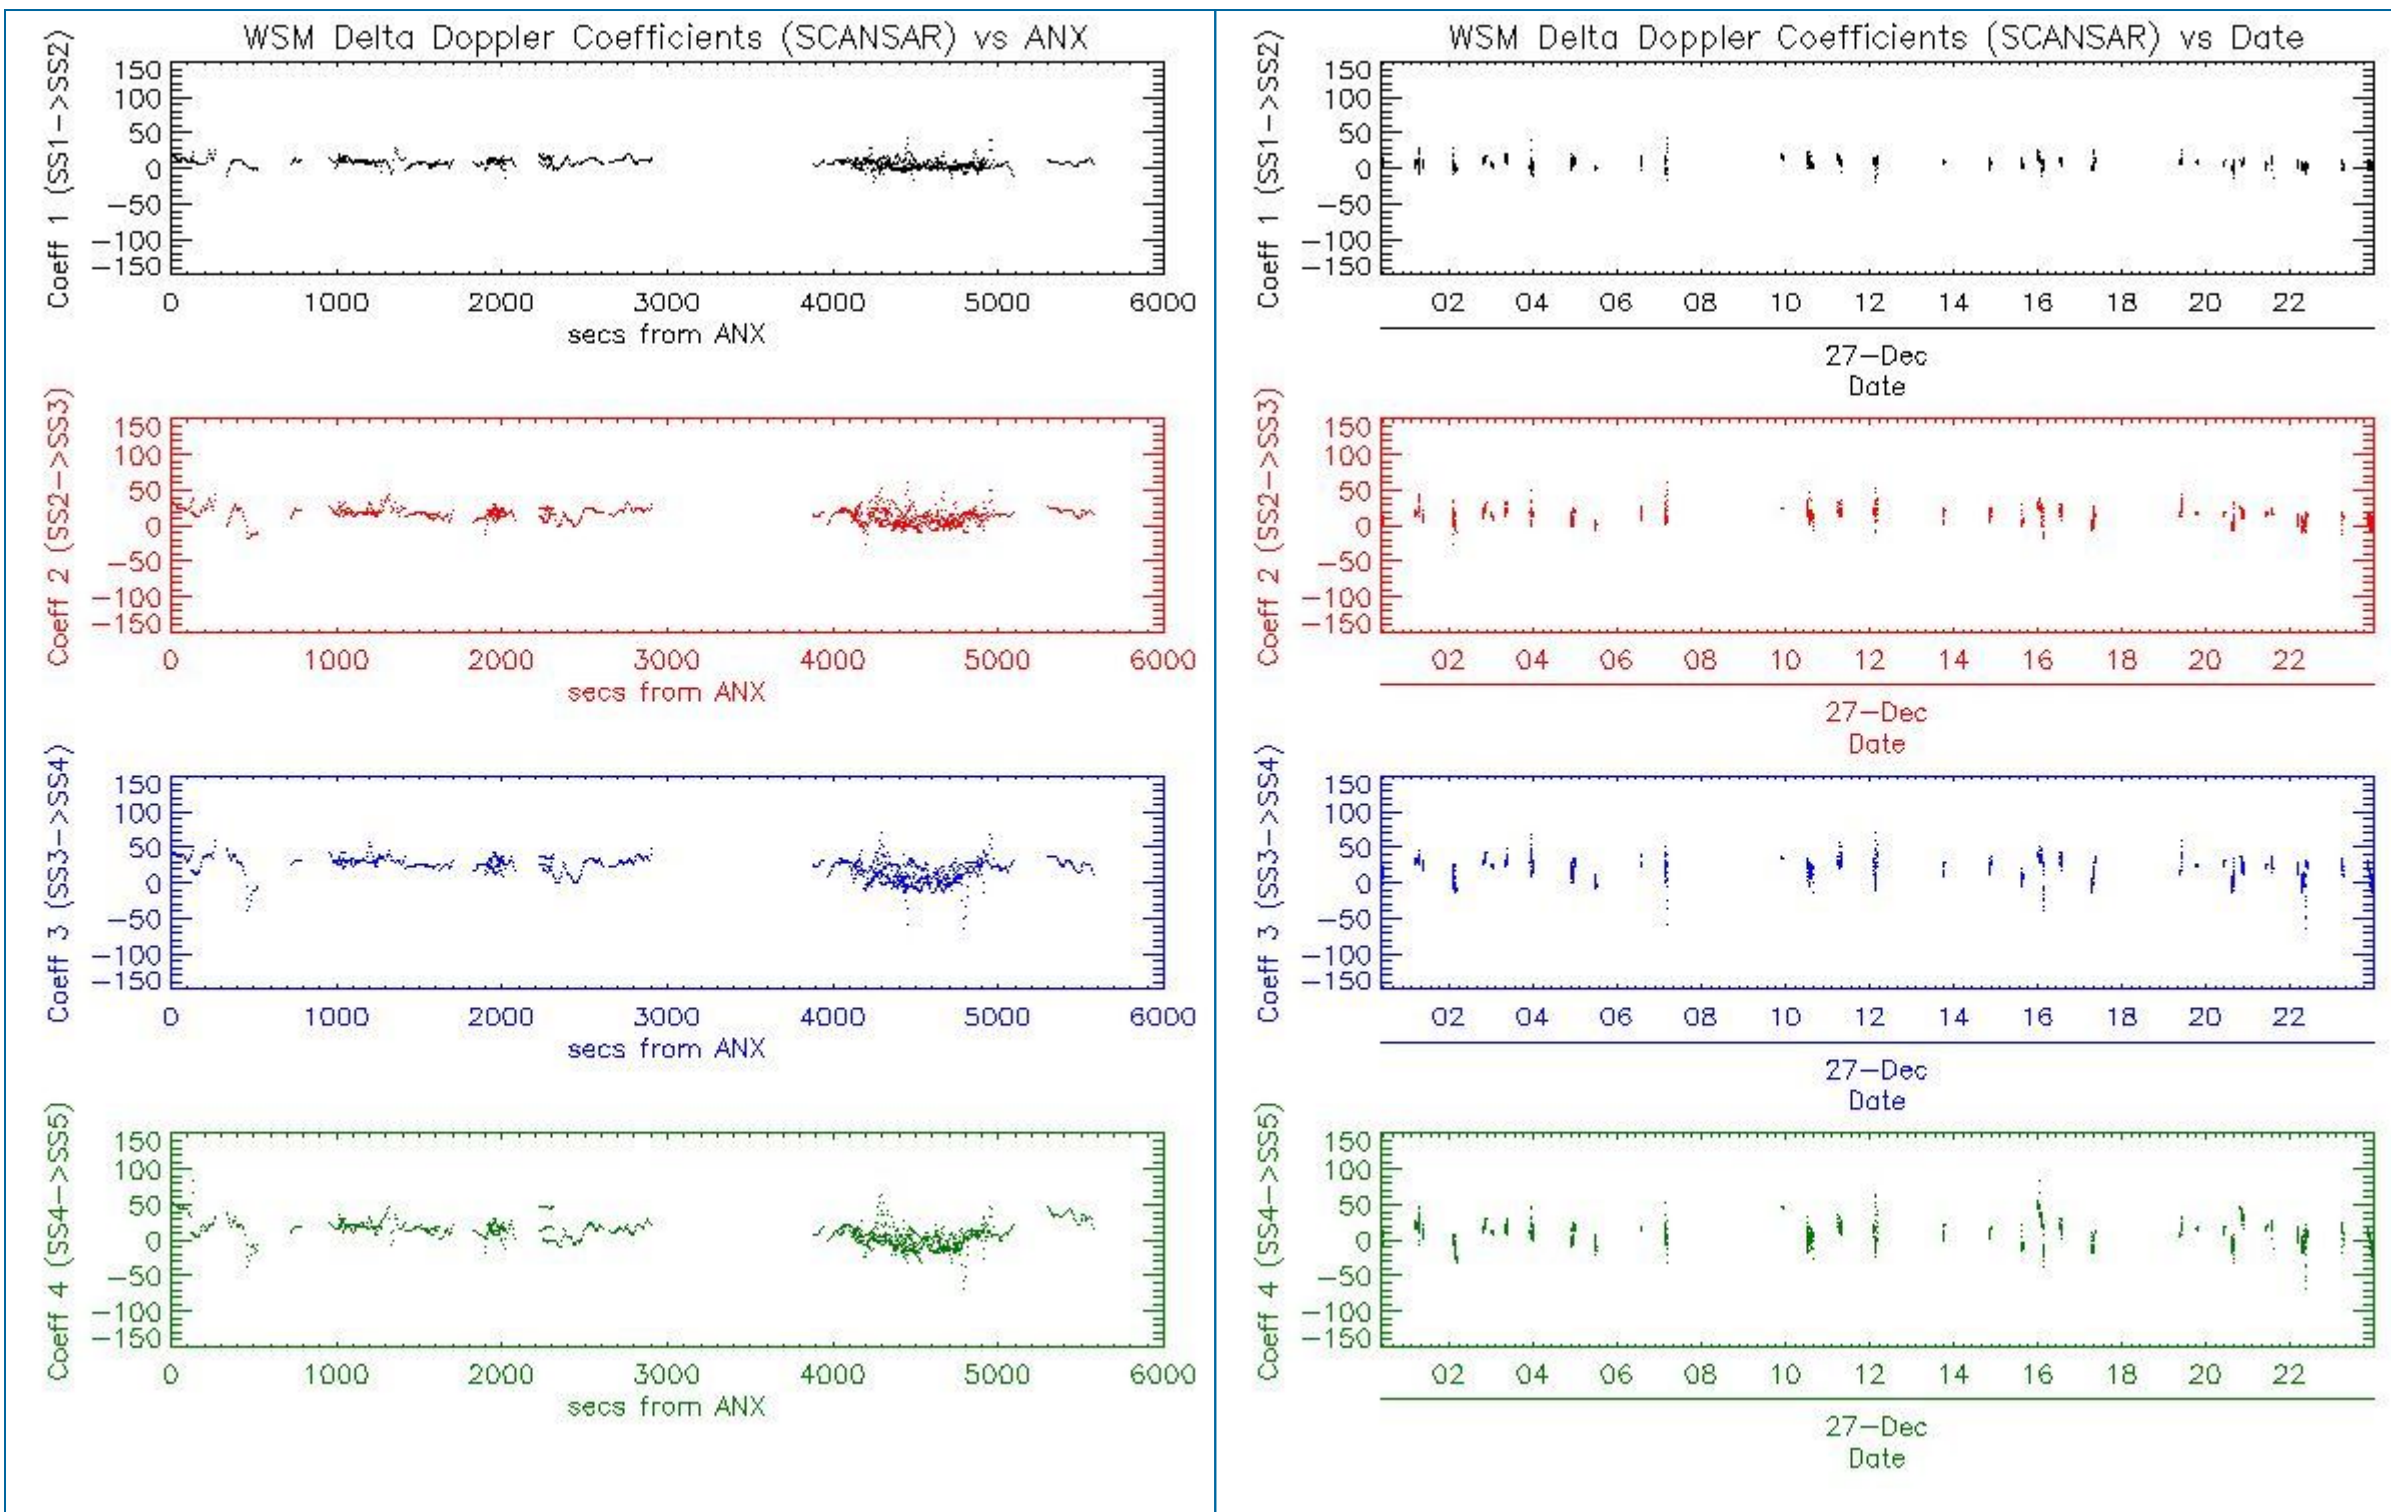 WSM Delta Doppler Coefficients (SCANSAR) vs ANX
Coeff 1 (SS1->SS2)
150
100
50
0
-50
-100
-150
0 1000 2000 3000 4000 5000 6000
secs from ANX
Coeff 2 (SS2->SS3)
150
100
50
0
-50
-100
-150
0 1000 2000 3000 4000 5000 6000
secs from ANX
Coeff 3 (SS3->SS4)
150
100
50
0
-50
-100
-150
0 1000 2000 3000 4000 5000 6000
secs from ANX
Coeff 4 (SS4->SS5)
150
100
50
0
-50
-100
-150
0 1000 2000 3000 4000 5000 6000
secs from ANX
WSM Delta Doppler Coefficients (SCANSAR) vs Date
Coeff 1 (SS1->SS2)
150
100
50
0
-50
-100
-150
02 04 06 08 10 12 14 16 18 20 22
27-Dec
Date
Coeff 2 (SS2->SS3)
150
100
50
0
-50
-100
-150
02 04 06 08 10 12 14 16 18 20 22
27-Dec
Date
Coeff 3 (SS3->SS4)
150
100
50
0
-50
-100
-150
02 04 06 08 10 12 14 16 18 20 22
27-Dec
Date
Coeff 4 (SS4->SS5)
150
100
50
0
-50
-100
-150
02 04 06 08 10 12 14 16 18 20 22
27-Dec
Date